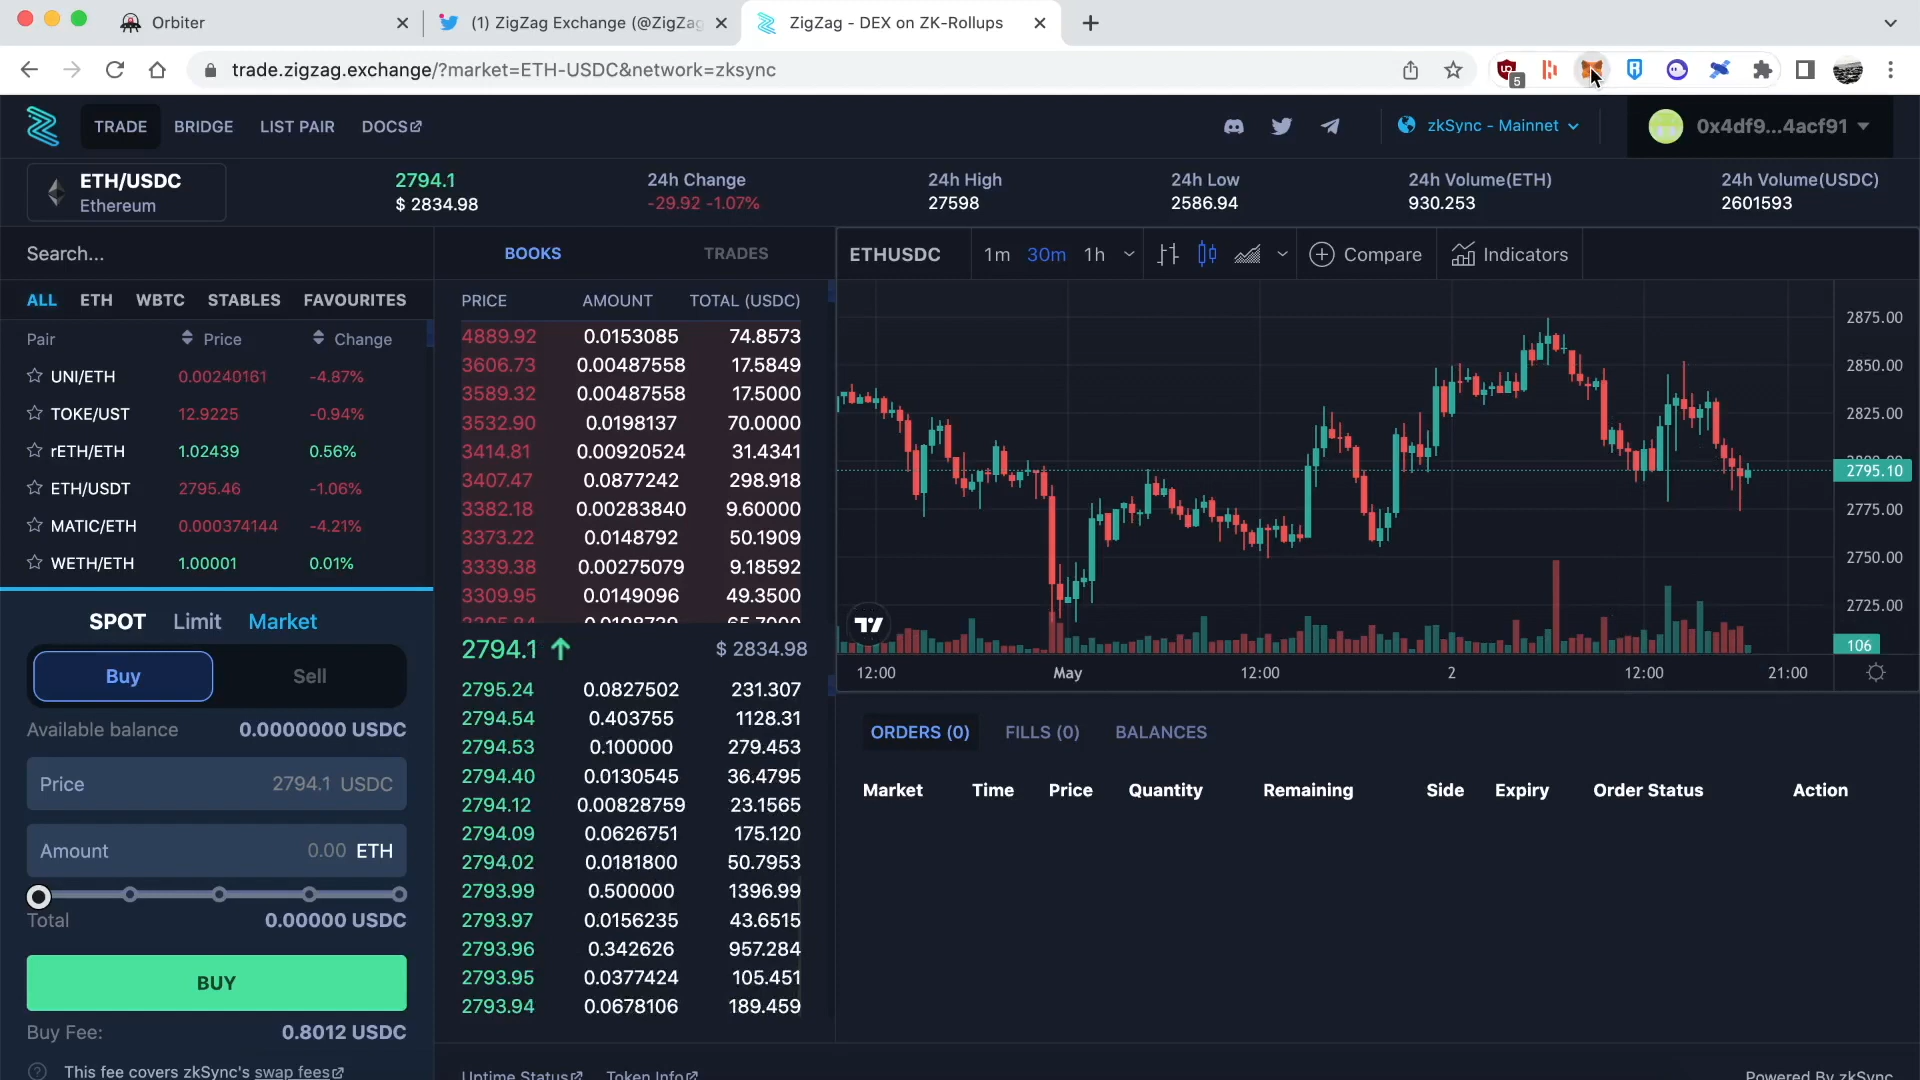 Orbiter
(1) ZigZag Exchange (@ZigZag
ZigZag - DEX on ZK-Rollups
trade.zigzag.exchange/?market=ETH-USDC&network=zksync
5
TRADE BRIDGE LIST PAIR DOCS
zkSync - Mainnet
0x4df9...4acf91
ETH/USDC
Ethereum
2794.1
$ 2834.98
24h Change
-29.92 -1.07%
24h High
27598
24h Low
2586.94
24h Volume(ETH)
930.253
24h Volume(USDC)
2601593
Search...
ALL ETH WBTC STABLES FAVOURITES
Pair Price Change
UNI/ETH 0.00240161 -4.87%
TOKE/UST 12.9225 -0.94%
rETH/ETH 1.02439 0.56%
ETH/USDT 2795.46 -1.06%
MATIC/ETH 0.000374144 -4.21%
WETH/ETH 1.00001 0.01%
SPOT Limit Market
Buy Sell
Available balance 0.0000000 USDC
Price 2794.1 USDC
Amount 0.00 ETH
Total 0.00000 USDC
BUY
Buy Fee: 0.8012 USDC
This fee covers zkSync's swap fees
BOOKS TRADES
PRICE AMOUNT TOTAL (USDC)
4889.92 0.0153085 74.8573
3606.73 0.00487558 17.5849
3589.32 0.00487558 17.5000
3532.90 0.0198137 70.0000
3414.81 0.00920524 31.4341
3407.47 0.0877242 298.918
3382.18 0.00283840 9.60000
3373.22 0.0148792 50.1909
3339.38 0.00275079 9.18592
3309.95 0.0149096 49.3500
2794.1 $ 2834.98
2795.24 0.0827502 231.307
2794.54 0.403755 1128.31
2794.53 0.100000 279.453
2794.40 0.0130545 36.4795
2794.12 0.00828759 23.1565
2794.09 0.0626751 175.120
2794.02 0.0181800 50.7953
2793.99 0.500000 1396.99
2793.97 0.0156235 43.6515
2793.96 0.342626 957.284
2793.95 0.0377424 105.451
2793.94 0.0678106 189.459
Uptime Status Token Info
ETHUSDC 1m 30m 1h Compare Indicators
2875.00
2850.00
2825.00
2795.10
2775.00
2750.00
2725.00
106
12:00 May 12:00 2 12:00 21:00
ORDERS (0) FILLS (0) BALANCES
Market Time Price Quantity Remaining Side Expiry Order Status Action
Powered By zkSync